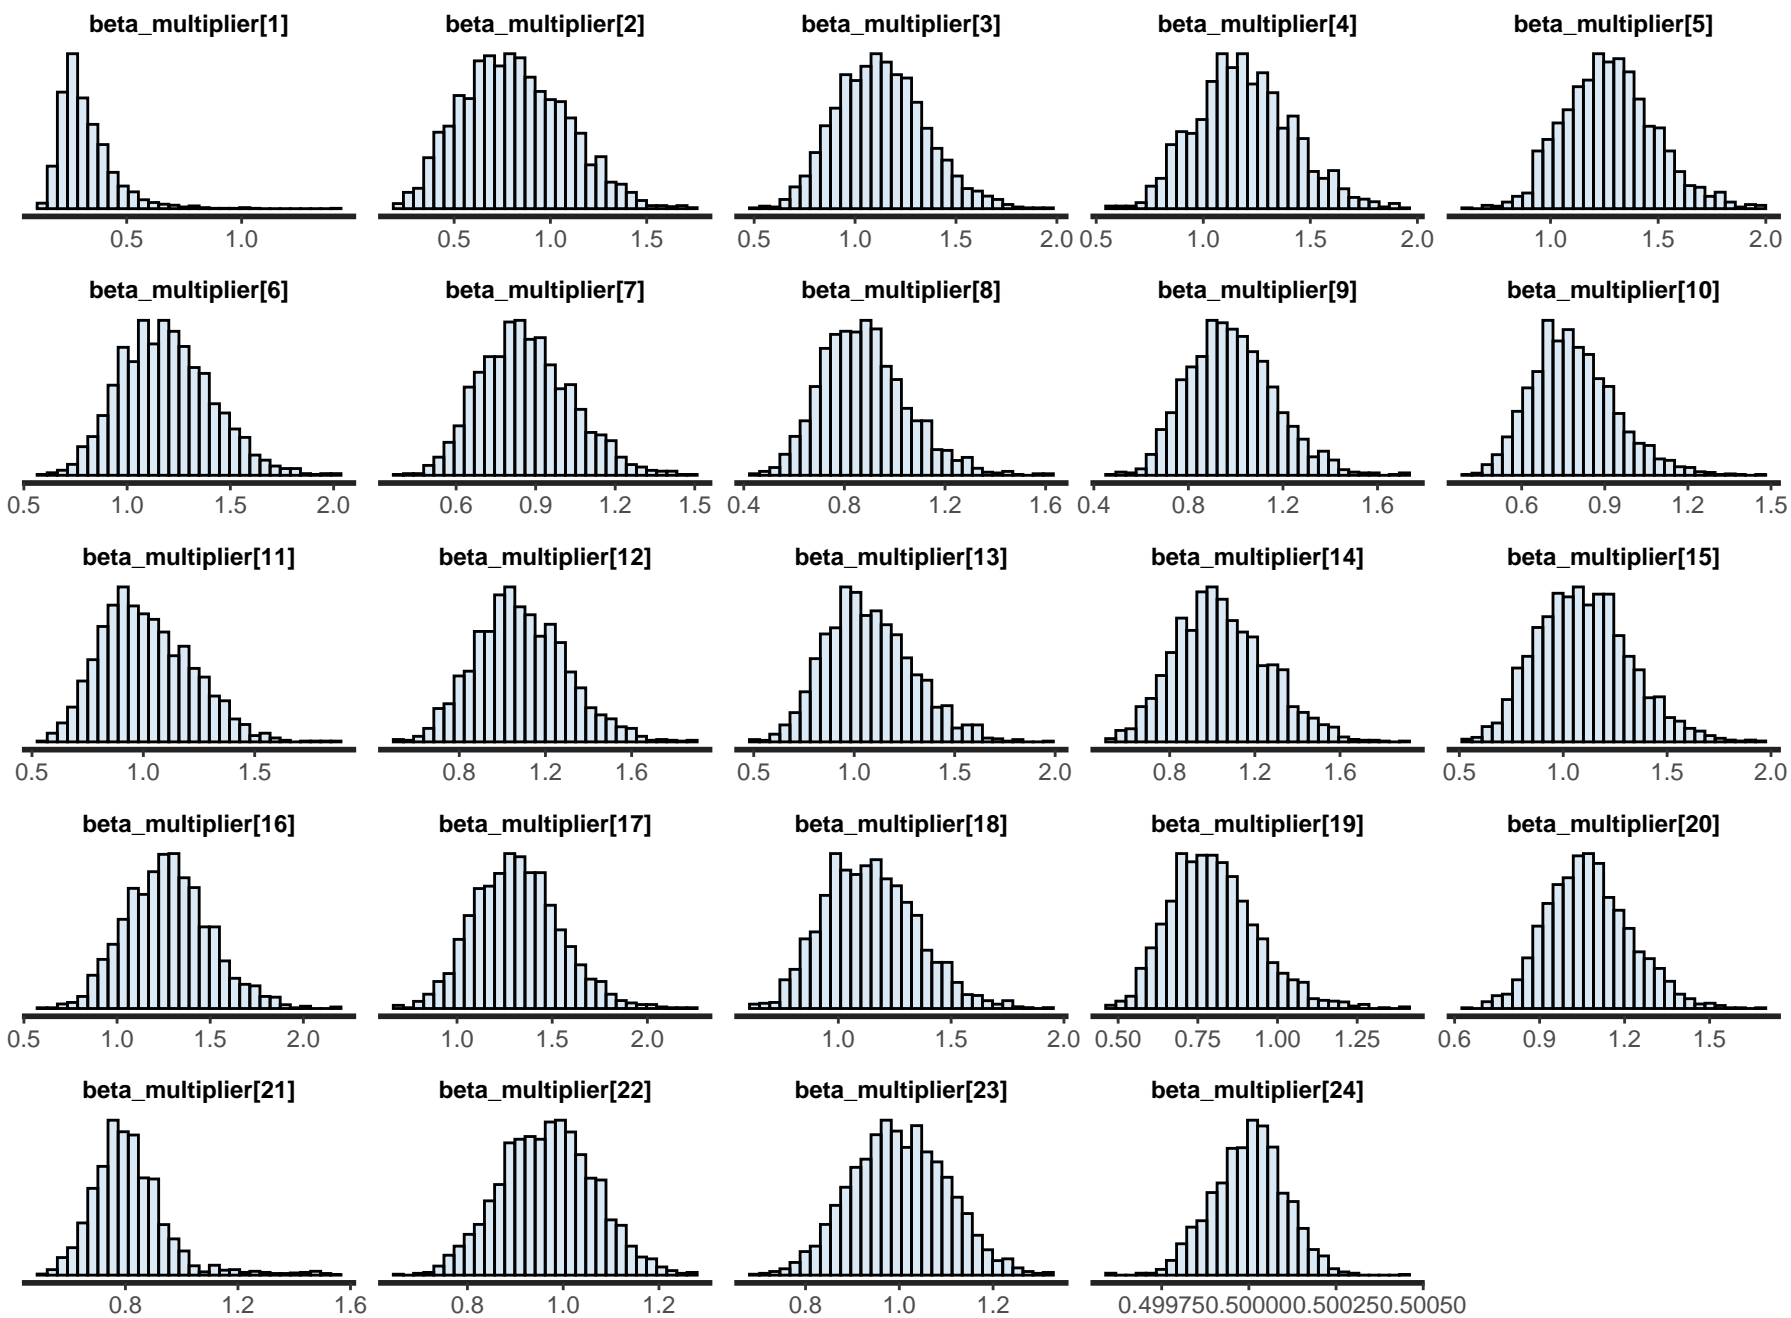 beta_multiplier[1] beta_multiplier[2] beta_multiplier[3] beta_multiplier[4] beta_multiplier[5]
0.5 1.0 0.5 1.0 1.5 0.5 1.0 1.5 2.0 0.5 1.0 1.5 2.0 1.0 1.5 2.0
beta_multiplier[6] beta_multiplier[7] beta_multiplier[8] beta_multiplier[9] beta_multiplier[10]
0.5 1.0 1.5 2.0 0.6 0.9 1.2 1.5 0.4 0.8 1.2 1.6 0.4 0.8 1.2 1.6 0.6 0.9 1.2 1.5
beta_multiplier[11] beta_multiplier[12] beta_multiplier[13] beta_multiplier[14] beta_multiplier[15]
0.5 1.0 1.5 0.8 1.2 1.6 0.5 1.0 1.5 2.0 0.8 1.2 1.6 0.5 1.0 1.5 2.0
beta_multiplier[16] beta_multiplier[17] beta_multiplier[18] beta_multiplier[19] beta_multiplier[20]
0.5 1.0 1.5 2.0 1.0 1.5 2.0 1.0 1.5 2.0 0.50 0.75 1.00 1.25 0.6 0.9 1.2 1.5
beta_multiplier[21] beta_multiplier[22] beta_multiplier[23] beta_multiplier[24]
0.8 1.2 1.6 0.8 1.0 1.2 0.8 1.0 1.2 0.49975 0.50000 0.50025 0.50050